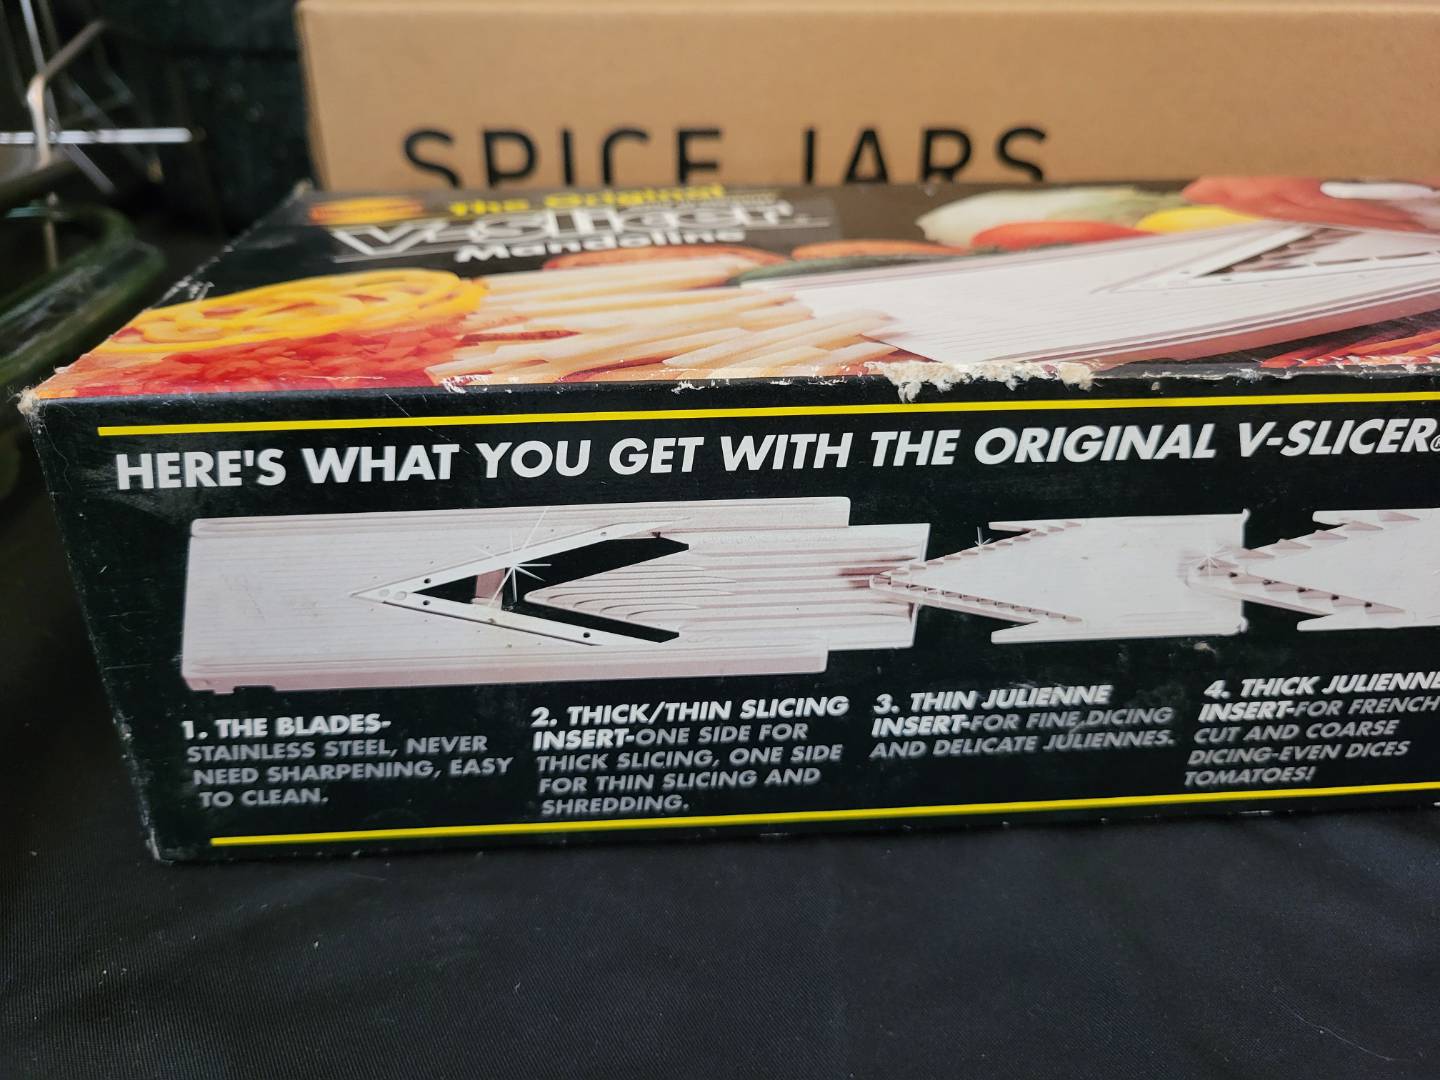 SPICE JARS
The Original
V-Slicer
Mandoline
HERE'S WHAT YOU GET WITH THE ORIGINAL V-SLICER®
1. THE BLADES-
STAINLESS STEEL, NEVER
NEED SHARPENING, EASY
TO CLEAN.
2. THICK/THIN SLICING
INSERT-ONE SIDE FOR
THICK SLICING, ONE SIDE
FOR THIN SLICING AND
SHREDDING.
3. THIN JULIENNE
INSERT-FOR FINE DICING
AND DELICATE JULIENNES.
4. THICK JULIENNE
INSERT-FOR FRENCH
CUT AND COARSE
DICING-EVEN DICES
TOMATOES!